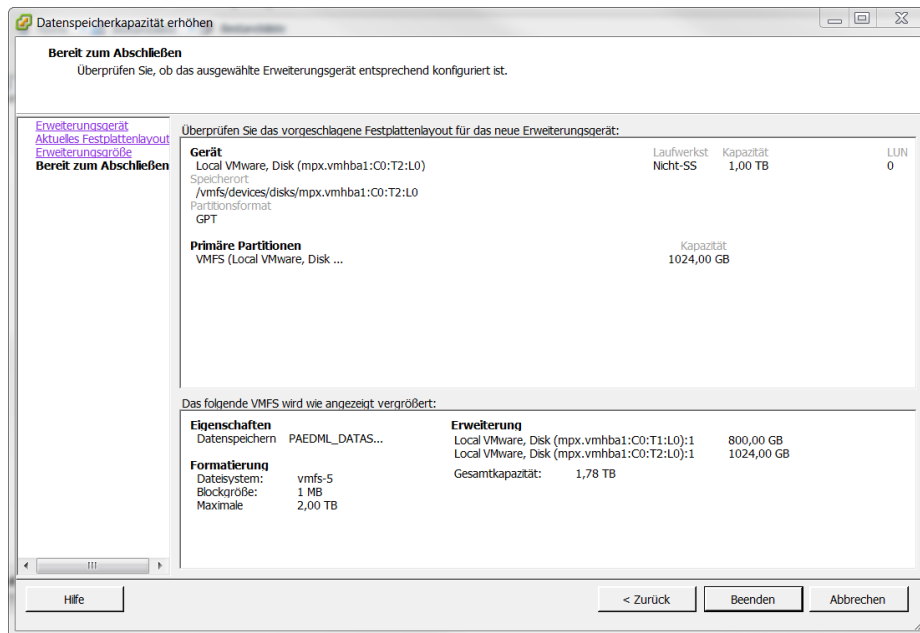 Datenspeicherkapazität erhöhen
Bereit zum Abschließen
Überprüfen Sie, ob das ausgewählte Erweiterungsgerät entsprechend konfiguriert ist.
Erweiterungsgerät
Aktuelles Festplattenlayout
Erweiterungsgröße
Bereit zum Abschließen
Überprüfen Sie das vorgeschlagene Festplattenlayout für das neue Erweiterungsgerät:
Gerät Laufwerkst Kapazität LUN
Local VMware, Disk (mpx.vmhba1:C0:T2:L0) Nicht-SS 1,00 TB 0
Speicherort
/vmfs/devices/disks/mpx.vmhba1:C0:T2:L0
Partitionsformat
GPT
Primäre Partitionen Kapazität
VMFS (Local VMware, Disk ... 1024,00 GB
Das folgende VMFS wird wie angezeigt vergrößert:
Eigenschaften
Datenspeichern PAEDML_DATAS...
Formatierung
Dateisystem: vmfs-5
Blockgröße: 1 MB
Maximale 2,00 TB
Erweiterung
Local VMware, Disk (mpx.vmhba1:C0:T1:L0):1 800,00 GB
Local VMware, Disk (mpx.vmhba1:C0:T2:L0):1 1024,00 GB
Gesamtkapazität: 1,78 TB
Hilfe
< Zurück
Beenden
Abbrechen